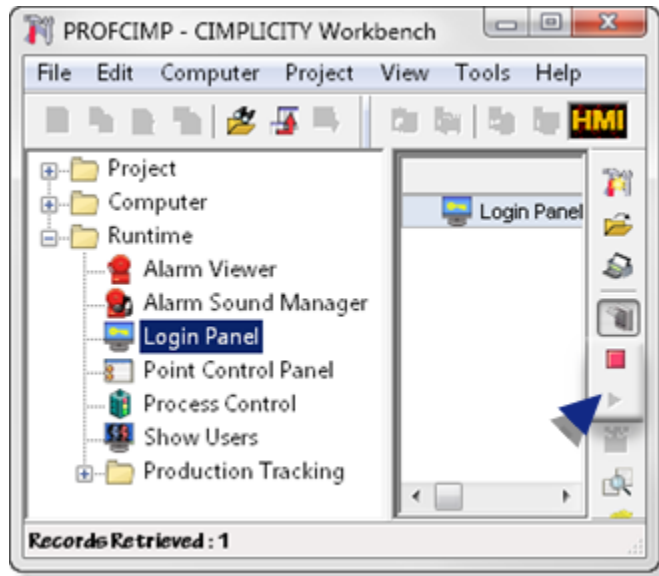 PROFCIMP - CIMPLICITY Workbench
File Edit Computer Project View Tools Help
HMI
Project
Computer
Runtime
Alarm Viewer
Alarm Sound Manager
Login Panel
Point Control Panel
Process Control
Show Users
Production Tracking
Login Panel
Records Retrieved : 1